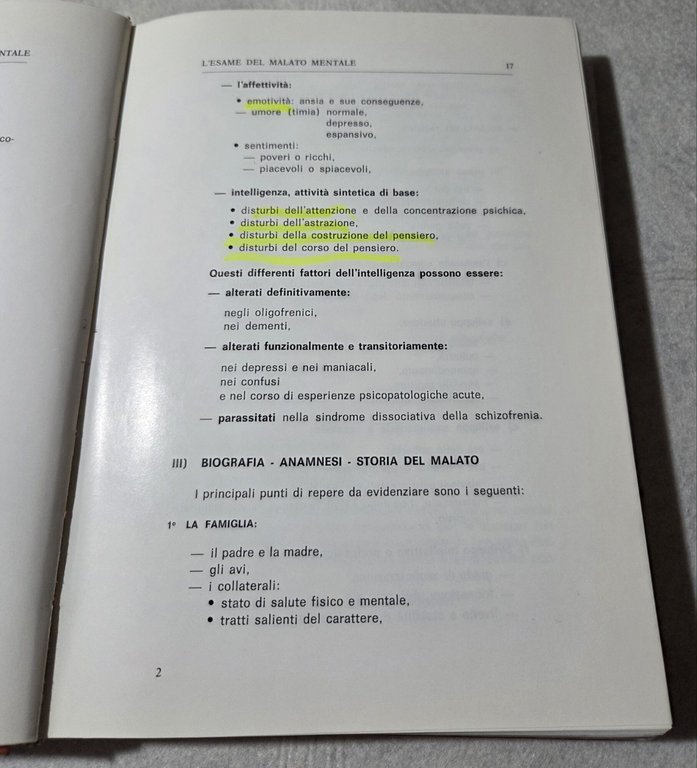 NTALE
co-
L'ESAME DEL MALATO MENTALE 17
— l'affettività:
• emotività: ansia e sue conseguenze,
— umore (timia) normale,
depresso,
espansivo,
• sentimenti:
— poveri o ricchi,
— piacevoli o spiacevoli,
— intelligenza, attività sintetica di base:
• disturbi dell'attenzione e della concentrazione psichica,
• disturbi dell'astrazione,
• disturbi della costruzione del pensiero,
• disturbi del corso del pensiero.
Questi differenti fattori dell'intelligenza possono essere:
— alterati definitivamente:
negli oligofrenici,
nei dementi,
— alterati funzionalmente e transitoriamente:
nei depressi e nei maniacali,
nei confusi
e nel corso di esperienze psicopatologiche acute,
— parassitati nella sindrome dissociativa della schizofrenia.
III) BIOGRAFIA - ANAMNESI - STORIA DEL MALATO
I principali punti di repere da evidenziare sono i seguenti:
1º LA FAMIGLIA:
— il padre e la madre,
— gli avi,
— i collaterali:
• stato di salute fisico e mentale,
• tratti salienti del carattere,
2